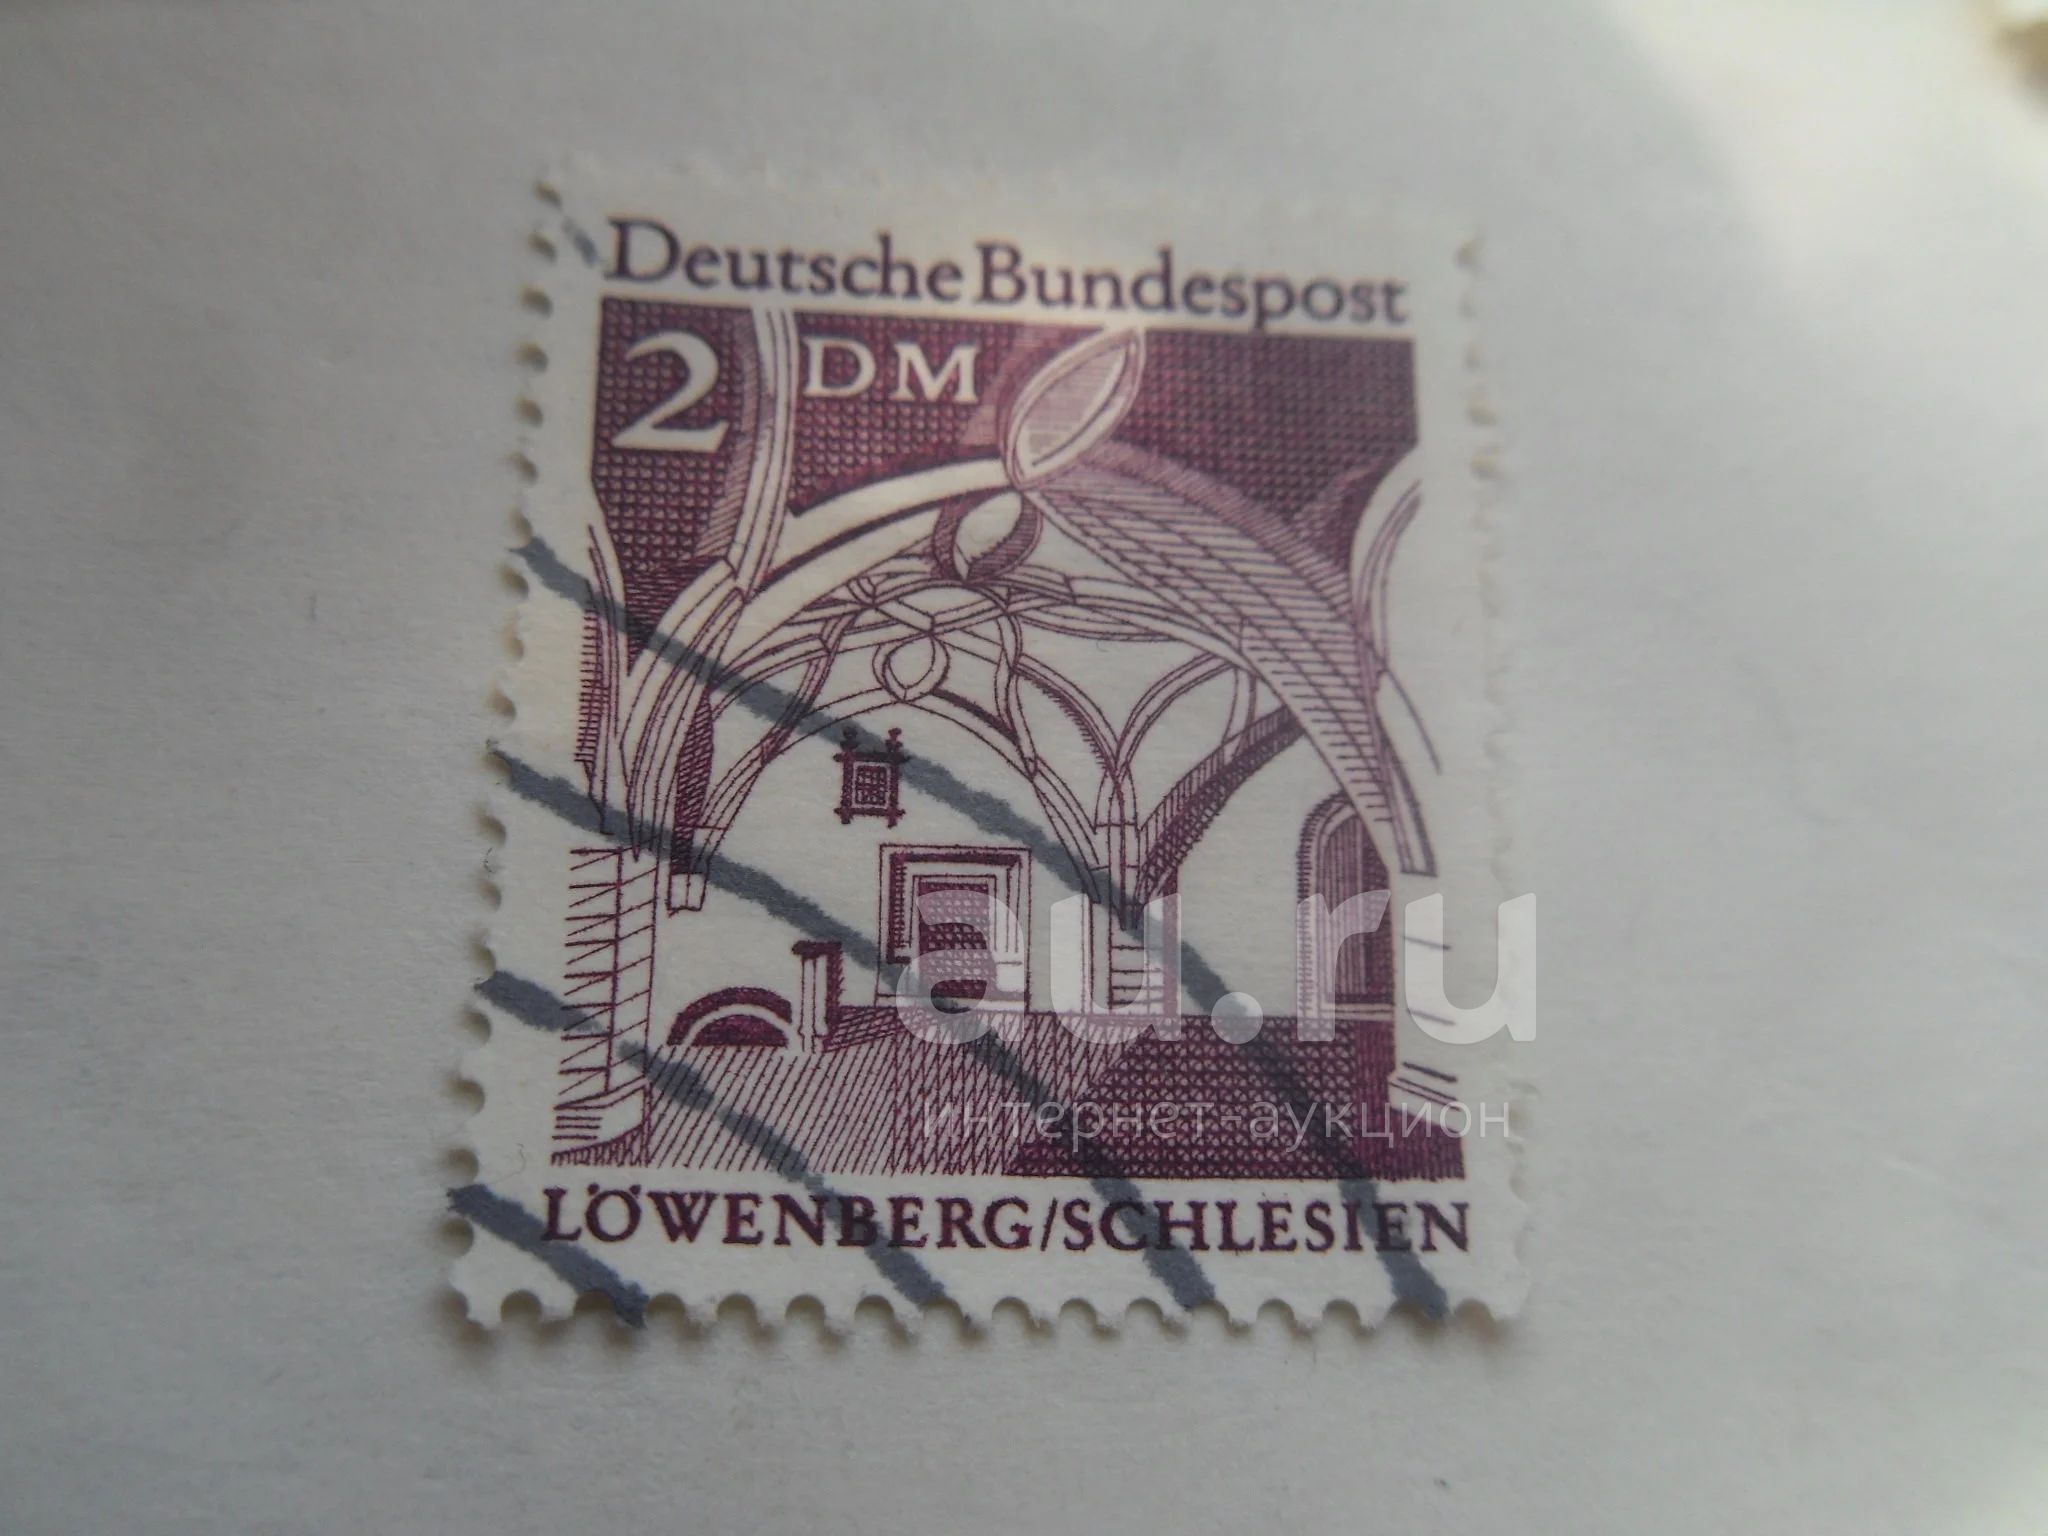 Deutsche Bundespost
2 DM
au.ru
интернет-аукцион
LÖWENBERG/SCHLESIEN